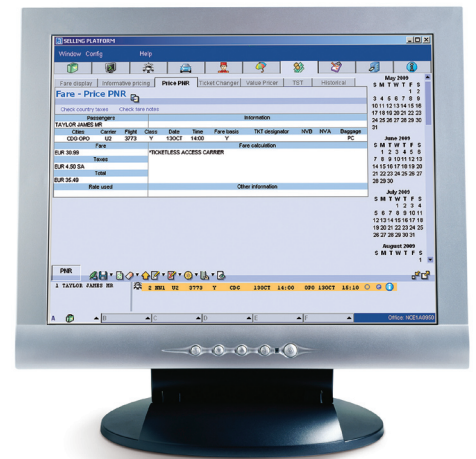 SELLING PLATFORM
Window Config Help
Fare display Informative pricing Price PNR Ticket Changer Value Pricer TST Historical
Fare - Price PNR
Check country taxes Check fare notes
Passengers Information
TAYLOR JAMES MR
Cities Carrier Flight Class Date Time Fare basis TKT designator NVB NVA Baggage
CDG-OPO U2 3773 Y 13OCT 14:00 Y PC
Fare Fare calculation
EUR 30.99 *TICKETLESS ACCESS CARRIER
Taxes
EUR 4.50 SA
Total
EUR 35.49
Rate used Other information
May 2009
S M T W T F S
1 2
3 4 5 6 7 8 9
10 11 12 13 14 15 16
17 18 19 20 21 22 23
24 25 26 27 28 29 30
31
June 2009
S M T W T F S
1 2 3 4 5 6
7 8 9 10 11 12 13
14 15 16 17 18 19 20
21 22 23 24 25 26 27
28 29 30
July 2009
S M T W T F S
1 2 3 4
5 6 7 8 9 10 11
12 13 14 15 16 17 18
19 20 21 22 23 24 25
26 27 28 29 30 31
August 2009
S M T W T F S
1
PNR
1 TAYLOR JAMES MR 2 HK1 U2 3773 Y CDG 13OCT 14:00 OPO 13OCT 15:10
A B C D E F Office: NCE1A0950